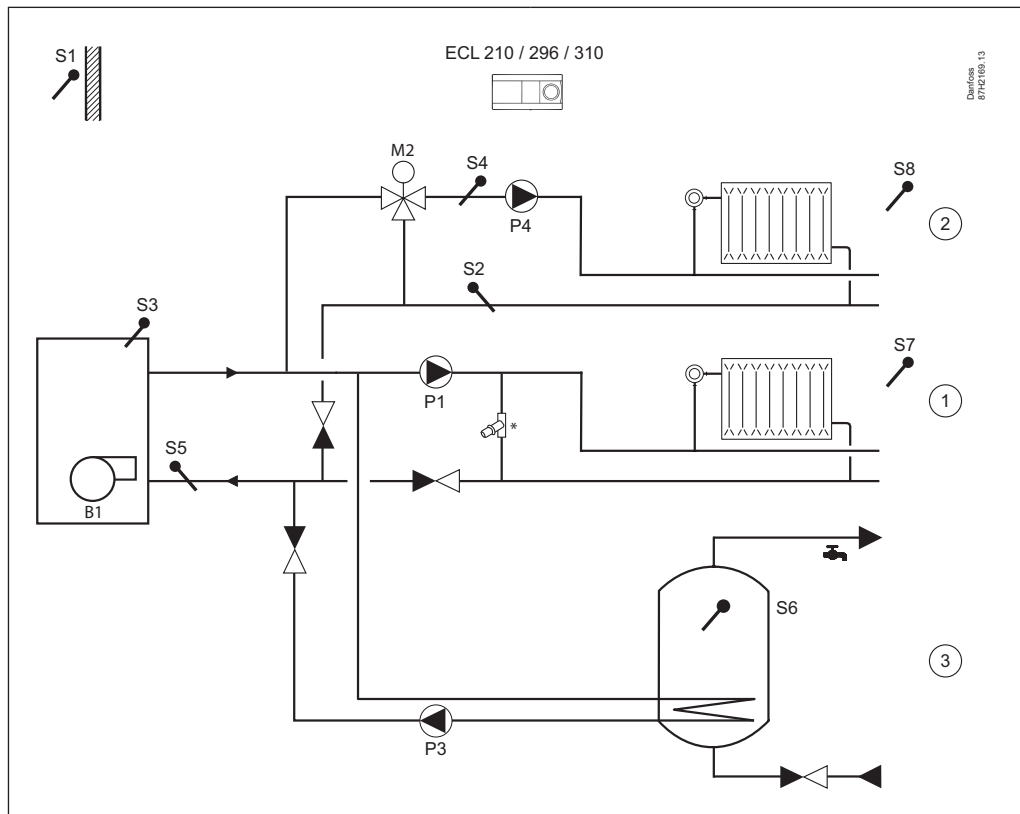 S1
ECL 210 / 296 / 310
Danfoss
87H2169.13
M2
S4
P4
S8
2
S2
S3
P1
S7
1
*
S5
B1
S6
3
P3